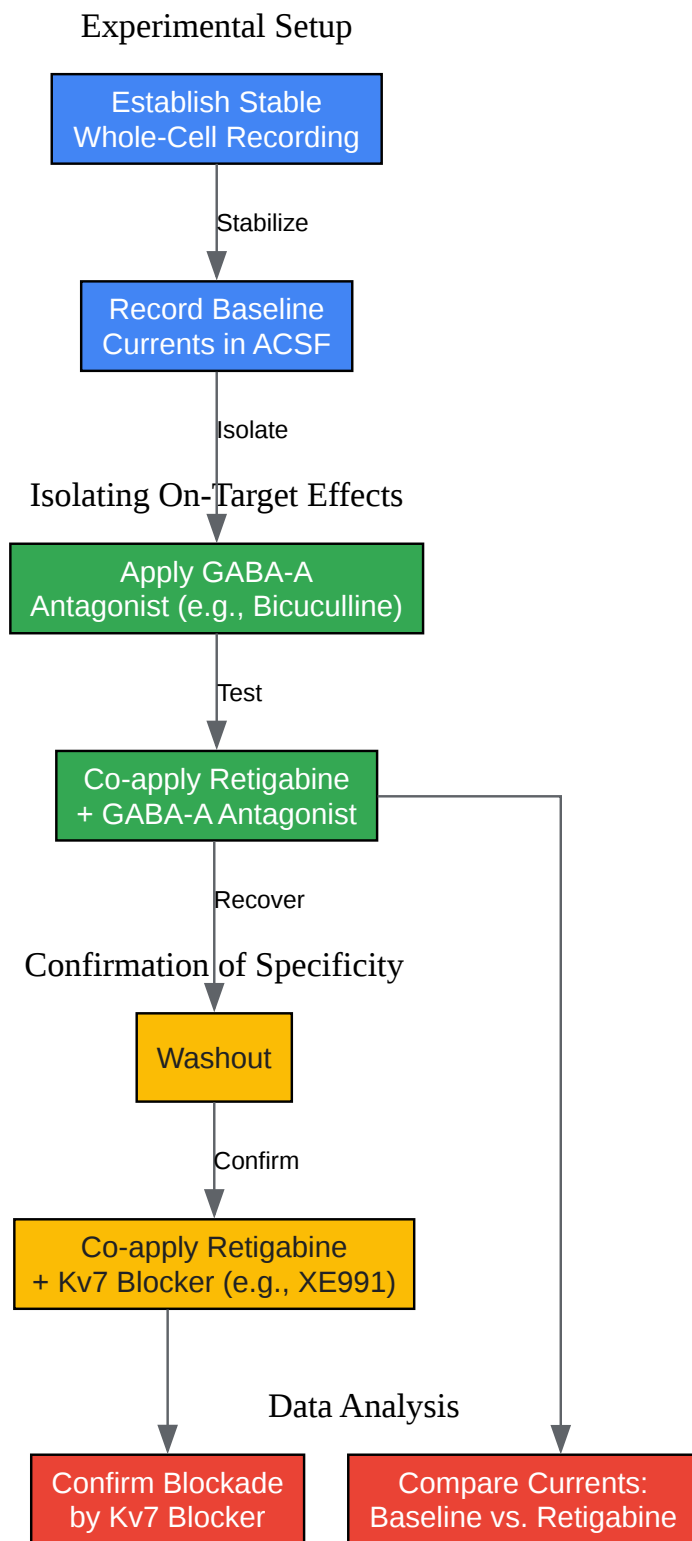 Experimental Setup
Establish Stable
Whole-Cell Recording
Stabilize
Record Baseline
Currents in ACSF
Isolate
Isolating On-Target Effects
Apply GABA-A
Antagonist (e.g., Bicuculline)
Test
Co-apply Retigabine
+ GABA-A Antagonist
Recover
Confirmation of Specificity
Washout
Confirm
Co-apply Retigabine
+ Kv7 Blocker (e.g., XE991)
Data Analysis
Confirm Blockade
by Kv7 Blocker
Compare Currents:
Baseline vs. Retigabine